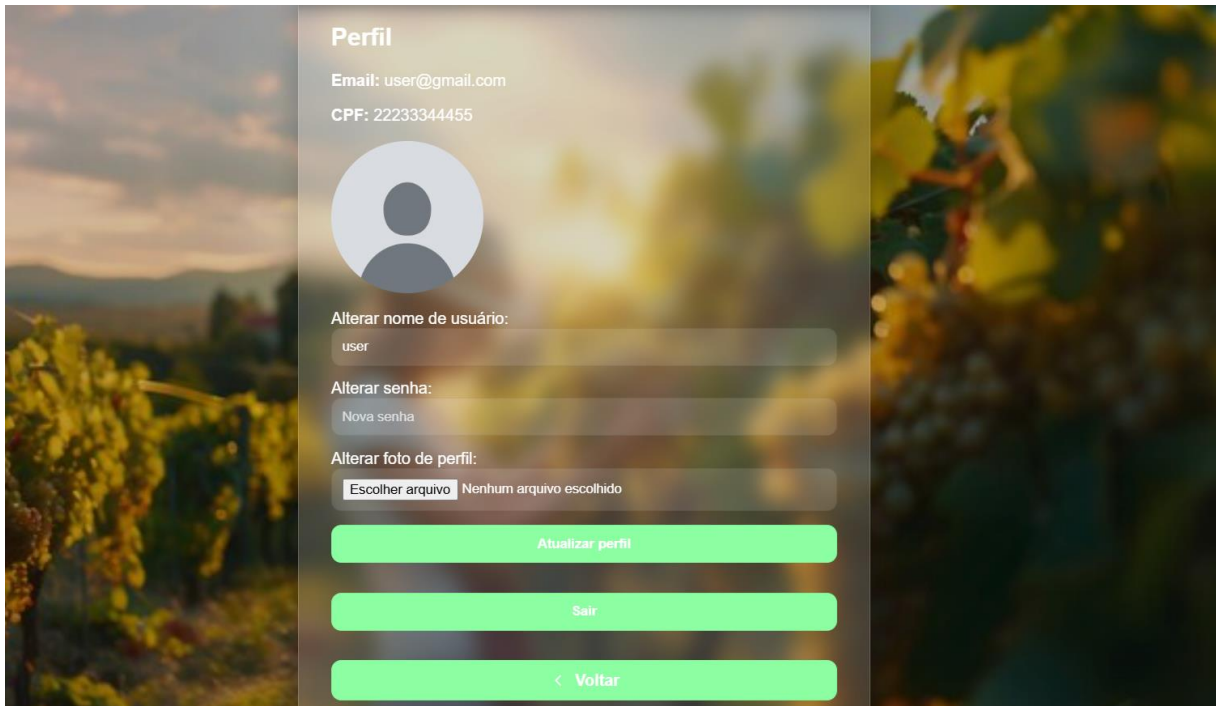 Perfil
Email: user@gmail.com
CPF: 22233344455
Alterar nome de usuário:
user
Alterar senha:
Nova senha
Alterar foto de perfil:
Escolher arquivo Nenhum arquivo escolhido
Atualizar perfil
Sair
< Voltar